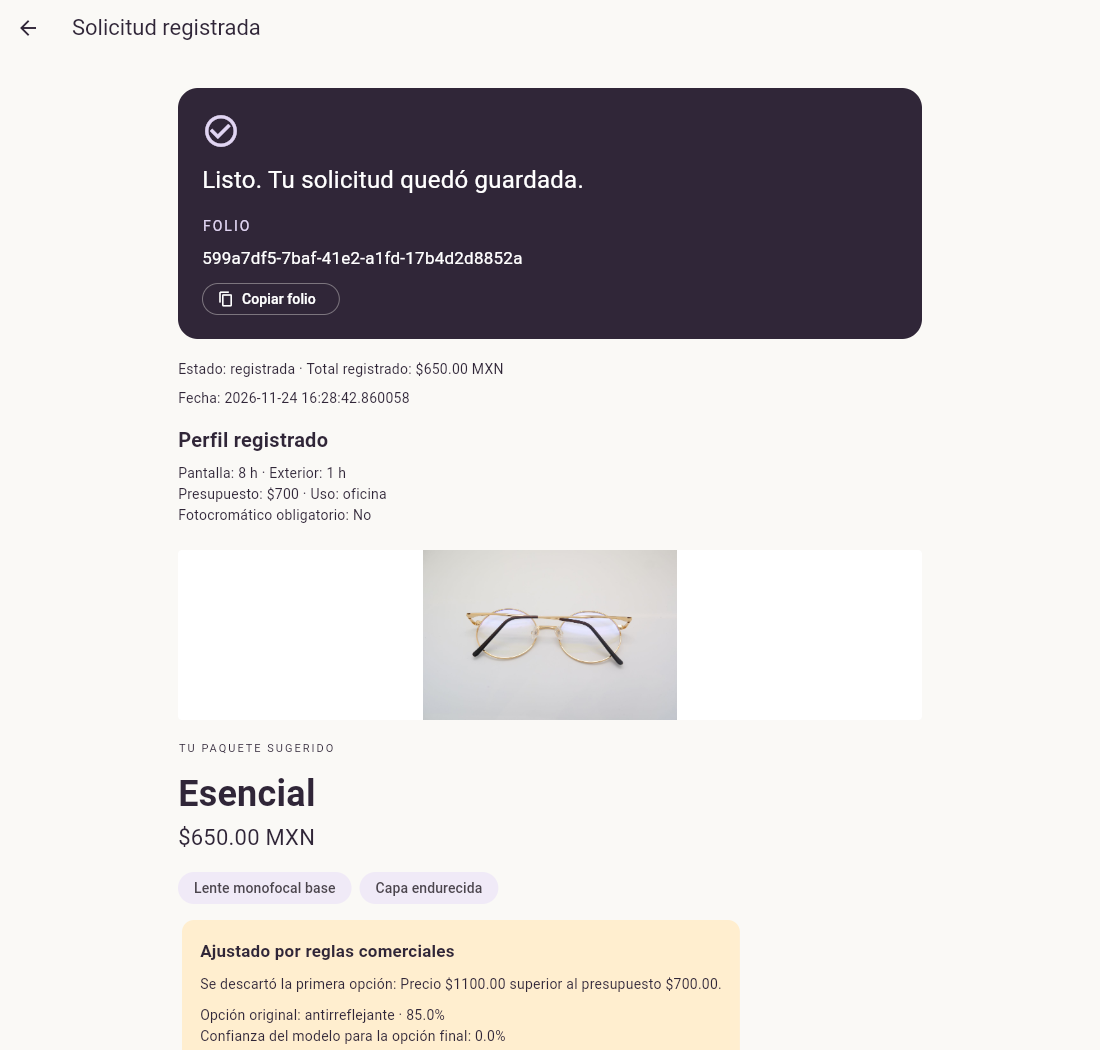 Solicitud registrada
Listo. Tu solicitud quedó guardada.
FOLIO
599a7df5-7baf-41e2-a1fd-17b4d2d8852a
Copiar folio
Estado: registrada · Total registrado: $650.00 MXN
Fecha: 2026-11-24 16:28:42.860058
Perfil registrado
Pantalla: 8 h · Exterior: 1 h
Presupuesto: $700 · Uso: oficina
Fotocromático obligatorio: No
TU PAQUETE SUGERIDO
Esencial
$650.00 MXN
Lente monofocal base
Capa endurecida
Ajustado por reglas comerciales
Se descartó la primera opción: Precio $1100.00 superior al presupuesto $700.00.
Opción original: antirreflejante · 85.0%
Confianza del modelo para la opción final: 0.0%